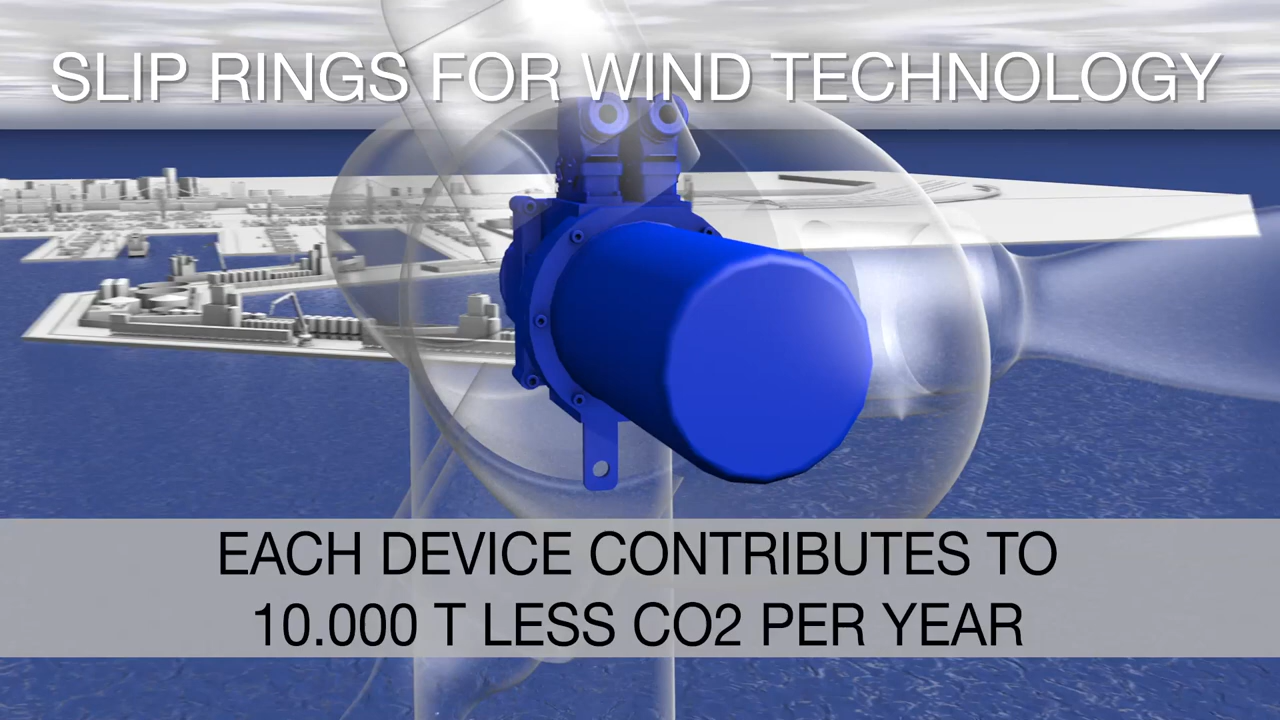 SLIP RINGS FOR WIND TECHNOLOGY
EACH DEVICE CONTRIBUTES TO
10.000 T LESS CO2 PER YEAR